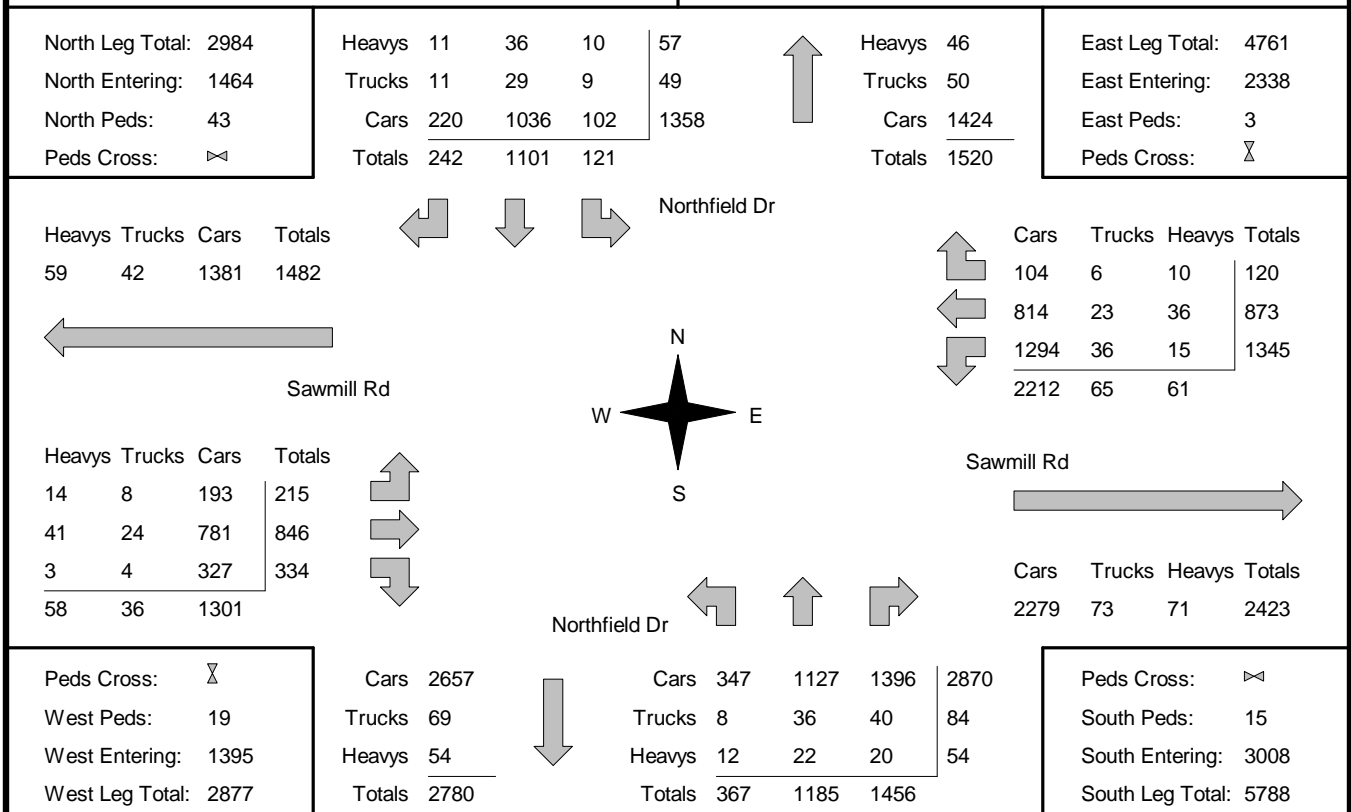 North Leg Total: 2984
North Entering: 1464
North Peds: 43
Peds Cross:
Heavys 11 36 10 57
Trucks 11 29 9 49
Cars 220 1036 102 1358
Totals 242 1101 121
Heavys 46
Trucks 50
Cars 1424
Totals 1520
East Leg Total: 4761
East Entering: 2338
East Peds: 3
Peds Cross:
Northfield Dr
Heavys Trucks Cars Totals
59 42 1381 1482
Sawmill Rd
Cars Trucks Heavys Totals
104 6 10 120
814 23 36 873
1294 36 15 1345
2212 65 61
N
W E
S
Heavys Trucks Cars Totals
14 8 193 215
41 24 781 846
3 4 327 334
58 36 1301
Sawmill Rd
Cars Trucks Heavys Totals
2279 73 71 2423
Northfield Dr
Peds Cross:
West Peds: 19
West Entering: 1395
West Leg Total: 2877
Cars 2657
Trucks 69
Heavys 54
Totals 2780
Cars 347 1127 1396 2870
Trucks 8 36 40 84
Heavys 12 22 20 54
Totals 367 1185 1456
Peds Cross:
South Peds: 15
South Entering: 3008
South Leg Total: 5788